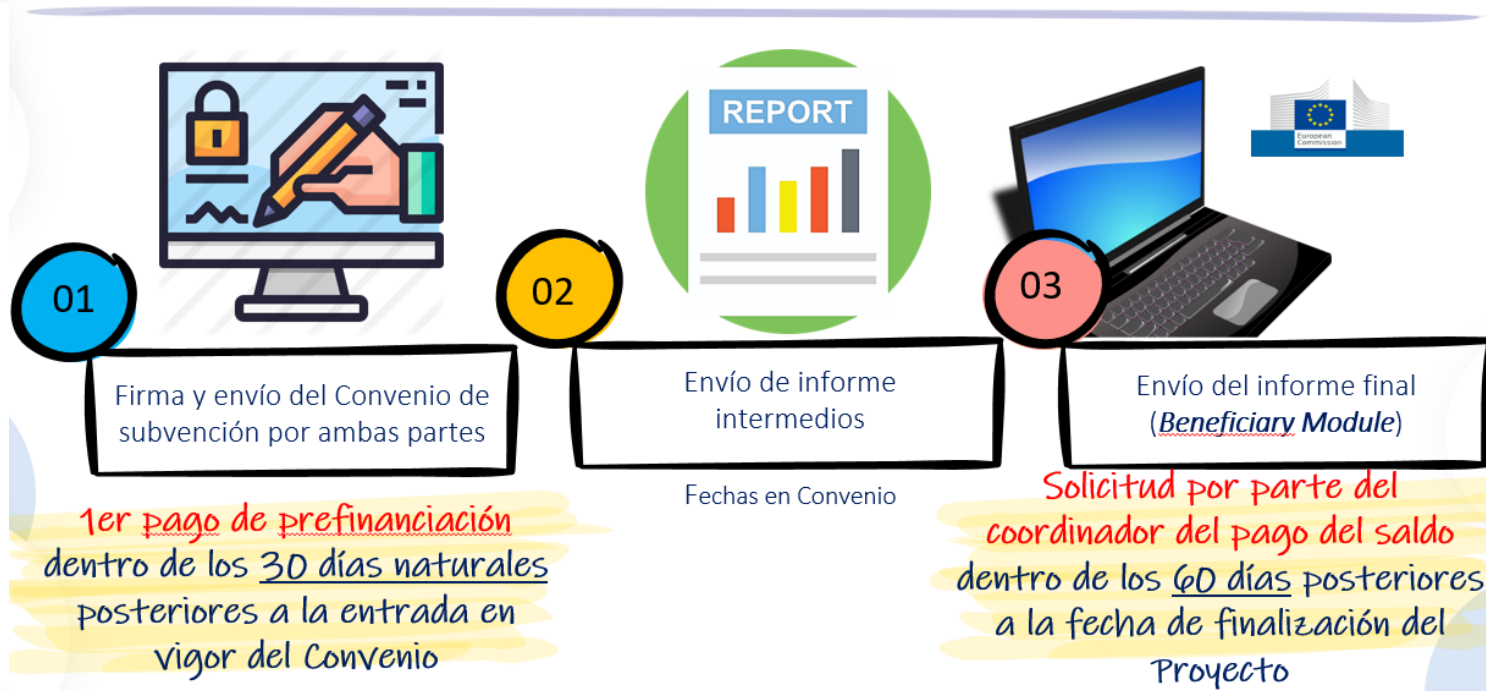 REPORT
European
Commission
01
Firma y envío del Convenio de
subvención por ambas partes
1er pago de prefinanciación
dentro de los 30 días naturales
posteriores a la entrada en
vigor del Convenio
02
Envío de informe
intermedios
Fechas en Convenio
03
Envío del informe final
(Beneficiary Module)
Solicitud por parte del
coordinador del pago del saldo
dentro de los 60 días posteriores
a la fecha de finalización del
Proyecto